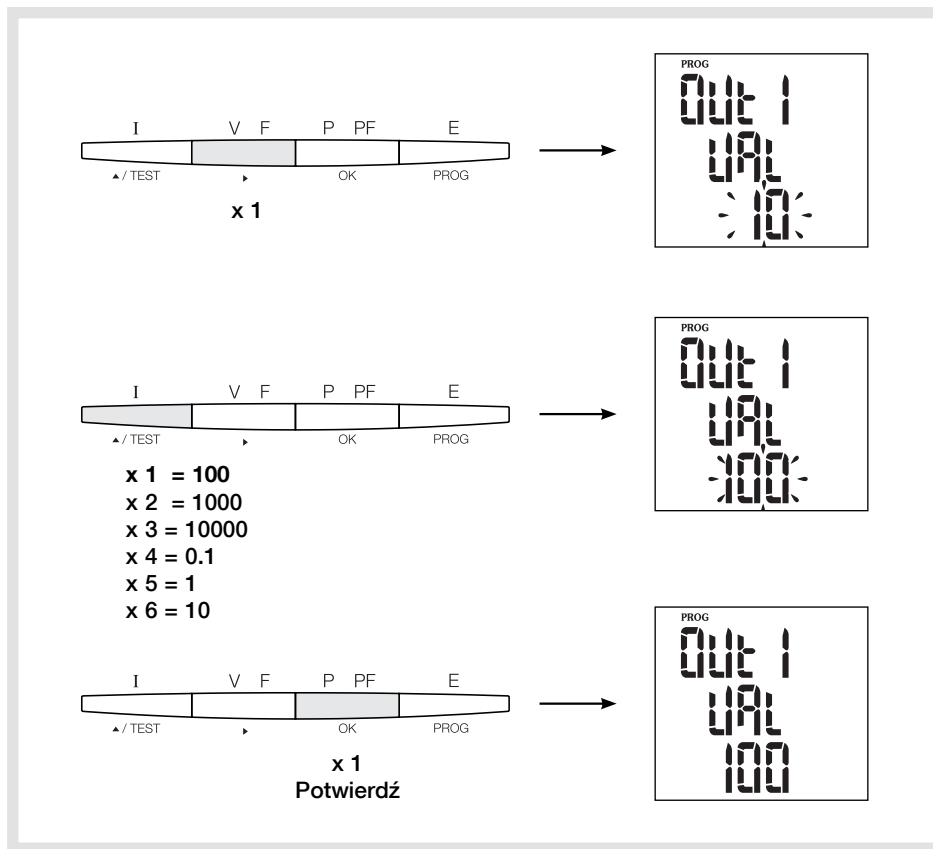 PROG
OUt 1
VAL
10
I V F P PF E
▲ / TEST ▶ OK PROG
x 1
PROG
OUt 1
VAL
100
I V F P PF E
▲ / TEST ▶ OK PROG
x 1 = 100
x 2 = 1000
x 3 = 10000
x 4 = 0.1
x 5 = 1
x 6 = 10
PROG
OUt 1
VAL
100
I V F P PF E
▲ / TEST ▶ OK PROG
x 1
Potwierdź